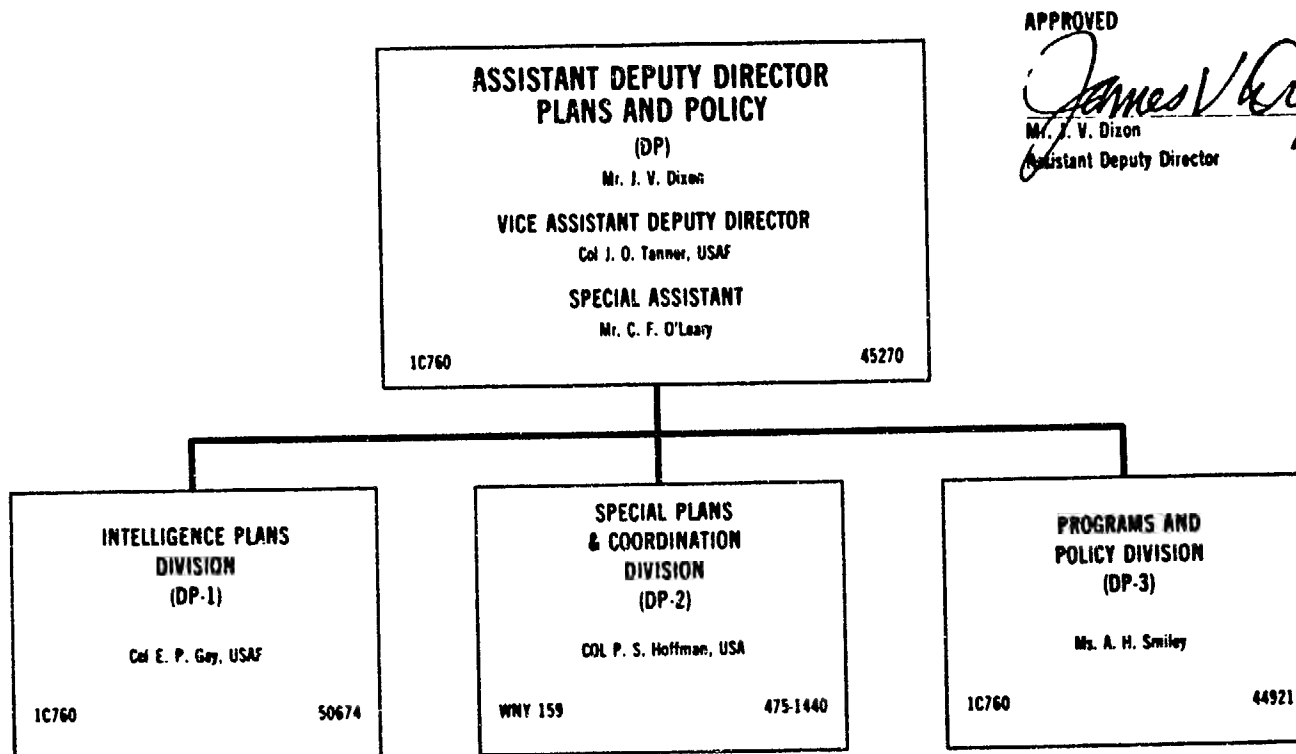 APPROVED
James V
Mr. J. V. Dixon
Assistant Deputy Director
ASSISTANT DEPUTY DIRECTOR
PLANS AND POLICY
(DP)
Mr. J. V. Dixon
VICE ASSISTANT DEPUTY DIRECTOR
Col J. O. Tanner, USAF
SPECIAL ASSISTANT
Mr. C. F. O'Leary
1C760 45270
INTELLIGENCE PLANS
DIVISION
(DP-1)
Col E. P. Gay, USAF
1C760 50674
SPECIAL PLANS
& COORDINATION
DIVISION
(DP-2)
COL P. S. Hoffman, USA
WNY 159 475-1440
PROGRAMS AND
POLICY DIVISION
(DP-3)
Ms. A. H. Smiley
1C760 44921